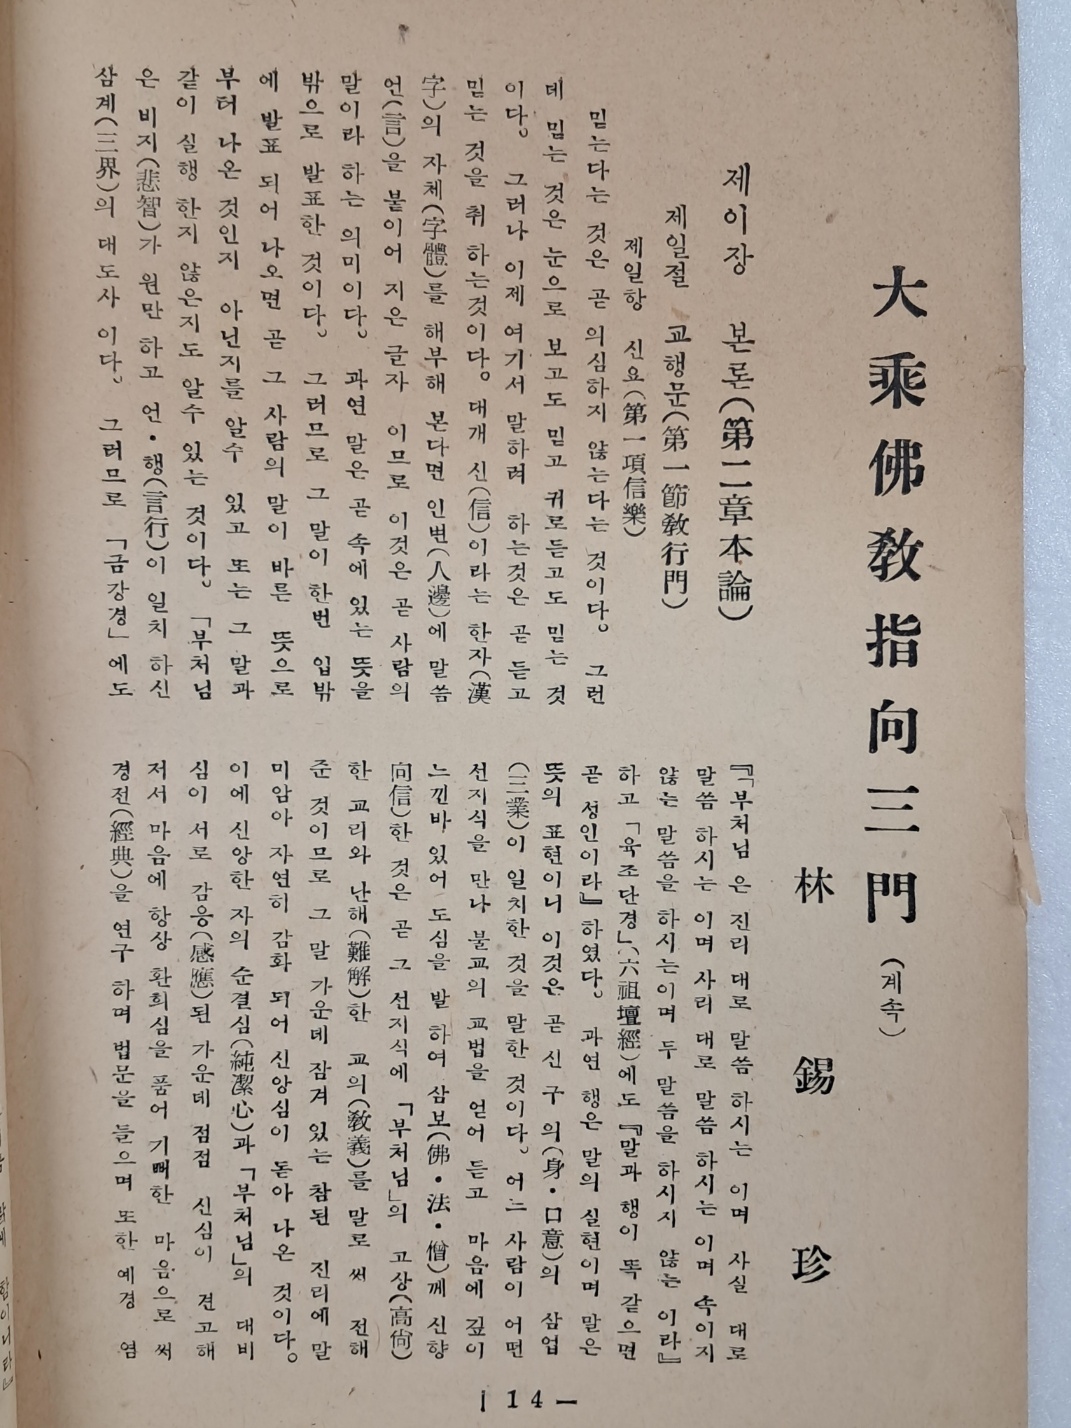 大乘佛敎指向三門 (계속)
林錫珍
제이장 본론(第二章本論)
제일절 교행문(第一節敎行門)
제일항 신요(第一項信樂)
믿는다는 것은 곧 의심하지 않는다는 것이다。 그런
데 믿는 것은 눈으로 보고도 믿고 귀로듣고도 믿는 것
이다。 그러나 이제 여기서 말하려 하는것은 곧 듣고
믿는 것을 취 하는것이다。 대개 신(信)이라는 한자(漢
字)의 자체(字體)를 해부해 본다면 인변(人邊)에 말씀
언(言)을 붙이어 지은 글자 이므로 이것은 곧 사람의
말이라 하는 의미이다。 과연 말은 곧 속에 있는 뜻을
밖으로 발표한 것이다。 그러므로 그 말이 한번 입밖
에 발표 되어 나오면 곧 그 사람의 말이 바른 뜻으로
부터 나온 것인지 아닌지를 알수 있고 또는 그 말과
같이 실행 한지 않은지도 알수 있는 것이다。 「부처님
은 비지(悲智)가 원만 하고 언・행(言行)이 일치 하신
삼계(三界)의 대도사 이다。 그러므로 「금강경」에도
『「부처님 은 진리 대로 말씀 하시는 이며 사실 대로
말씀 하시는 이며 사리 대로 말씀 하시는 이며 속이지
않는 말씀을 하시는이며 두 말씀을 하시지 않는 이라』
하고 「육조단경」(六祖壇經)에도 『말과 행이 똑 같으면
곧 성인이라』 하였다。 과연 행은 말의 실현이며 말은
뜻의 표현이니 이것은 곧 신 구 의(身・口意)의 삼업
(三業)이 일치한 것을 말한 것이다。 어느 사람이 어떤
선지식을 만나 불교의 교법을 얻어 듣고 마음에 깊이
느낀바 있어 도심을 발 하여 삼보(佛・法・僧)께 신향
向信)한 것은 곧 그 선지식에 「부처님」의 고상(高尙)
한 교리와 난해(難解)한 교의(敎義)를 말로 써 전해
준 것이므로 그 말 가운데 잠겨 있는 참된 진리에 말
미암아 자연히 감화 되어 신앙심이 돋아 나온 것이다。
이에 신앙한 자의 순결심(純潔心)과 「부처님」의 대비
심이 서로 감응(感應)된 가운데 점점 신심이 견고해
저서 마음에 항상 환희심을 품어 기뻐한 마음으로 써
경전(經典)을 연구 하며 법문을 들으며 또한 예경 염
— 14 —